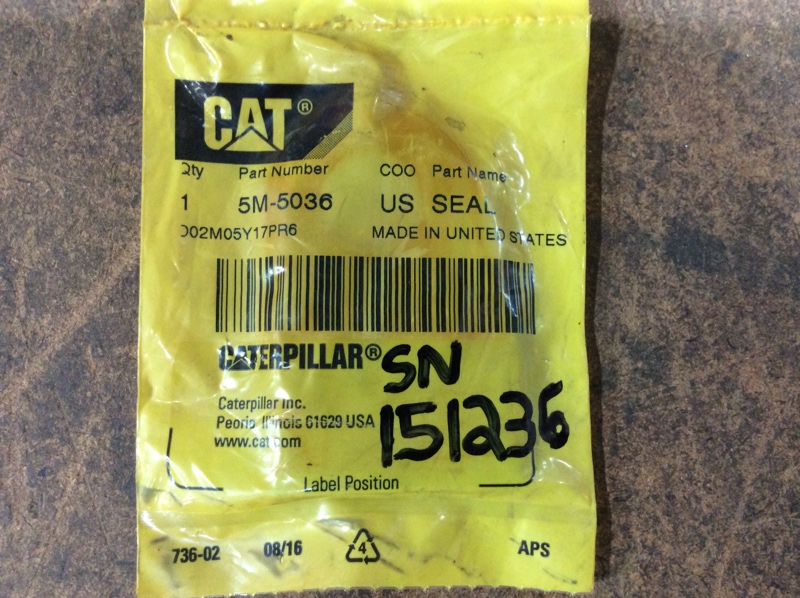 CAT®
Qty Part Number COO Part Name
1 5M-5036 US SEAL
D02M05Y17PR6 MADE IN UNITED STATES
CATERPILLAR®
SN
151236
Caterpillar Inc.
Peoria Illinois 61629 USA
www.cat.com
Label Position
736-02 08/16 4 APS